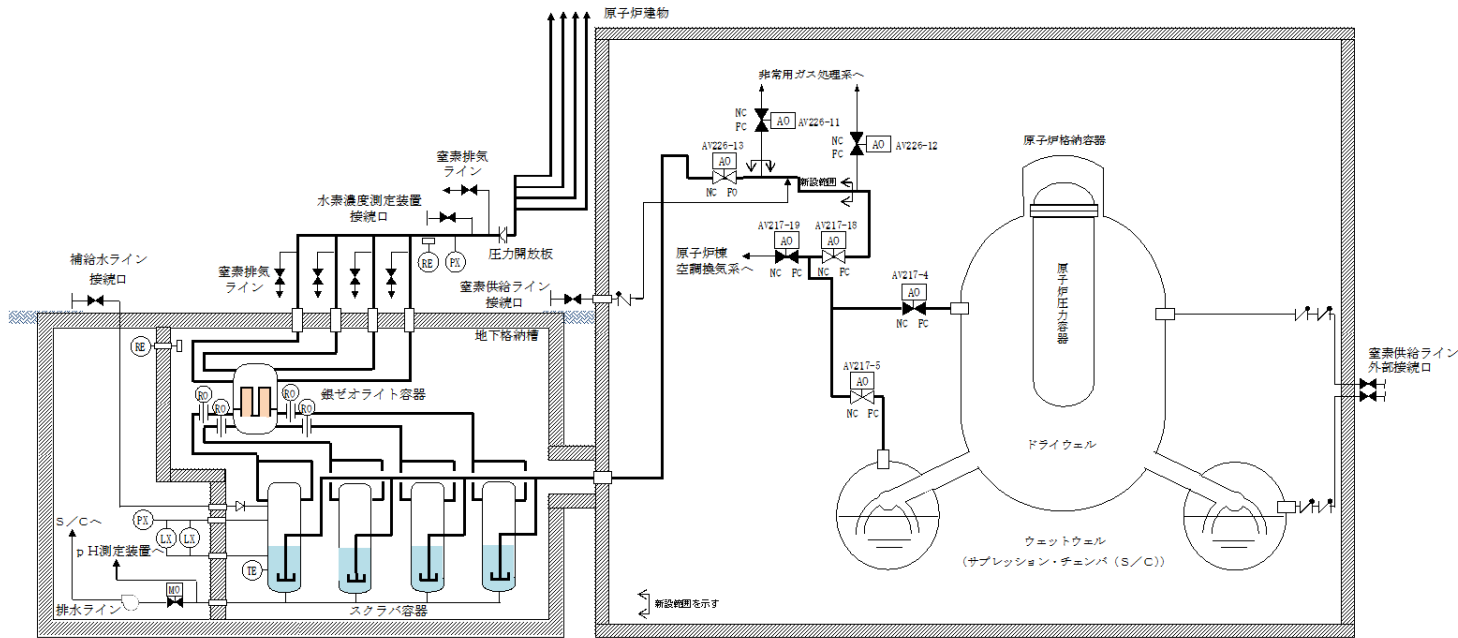 原子炉建物
非常用ガス処理系へ
NC
FC
AO
AV226-11
NC
FC
AO
AV226-12
AV226-13
AO
NC FO
新設範囲
原子炉格納容器
窒素排気
ライン
水素濃度測定装置
接続口
RE
PX
圧力開放板
AV217-19
AO
NC FC
AV217-18
AO
NC FC
原子炉棟
空調換気系へ
補給水ライン
接続口
窒素排気
ライン
窒素供給ライン
接続口
AV217-4
AO
NC FC
原子炉圧力容器
地下格納槽
RE
窒素供給ライン
外部接続口
AV217-5
AO
NC FC
銀ゼオライト容器
RO
RO
RO
RO
ドライウェル
S/Cへ
PX
LX
LX
pH測定装置へ
TE
MO
排水ライン
スクラバ容器
ウェットウェル
(サプレッション・チェンバ(S/C))
新設範囲を示す